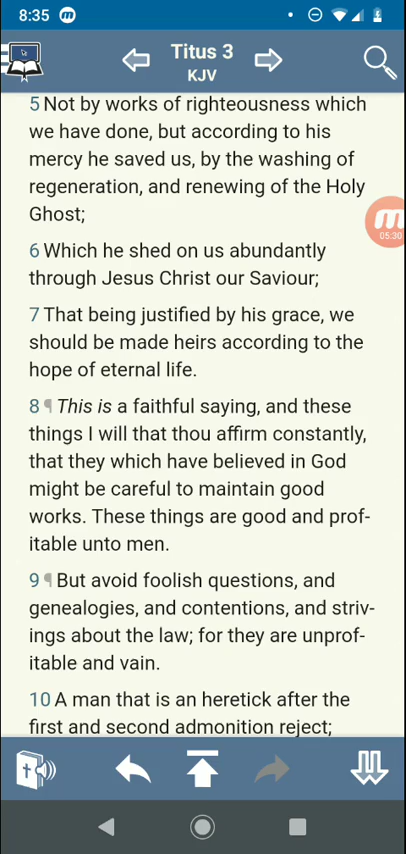 8:35
Titus 3
KJV
5 Not by works of righteousness which
we have done, but according to his
mercy he saved us, by the washing of
regeneration, and renewing of the Holy
Ghost;
05:30
6 Which he shed on us abundantly
through Jesus Christ our Saviour;
7 That being justified by his grace, we
should be made heirs according to the
hope of eternal life.
8 ¶ This is a faithful saying, and these
things I will that thou affirm constantly,
that they which have believed in God
might be careful to maintain good
works. These things are good and prof-
itable unto men.
9 ¶ But avoid foolish questions, and
genealogies, and contentions, and striv-
ings about the law; for they are unprof-
itable and vain.
10 A man that is an heretick after the
first and second admonition reject;